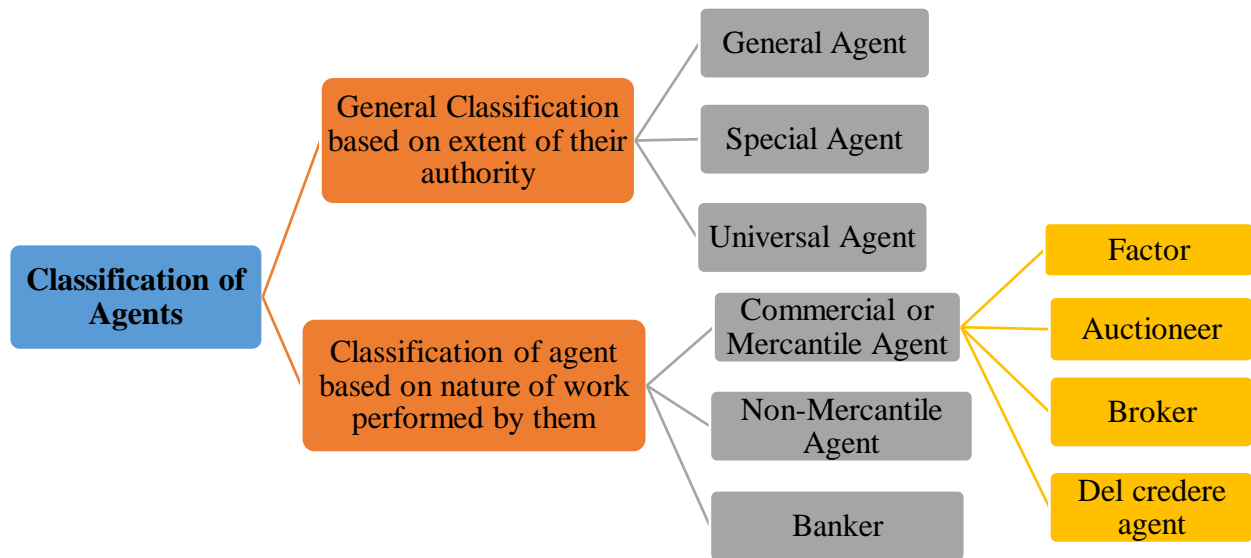 Classification of
Agents
General Classification
based on extent of their
authority
General Agent
Special Agent
Universal Agent
Classification of agent
based on nature of work
performed by them
Commercial or
Mercantile Agent
Factor
Auctioneer
Broker
Del credere
agent
Non-Mercantile
Agent
Banker